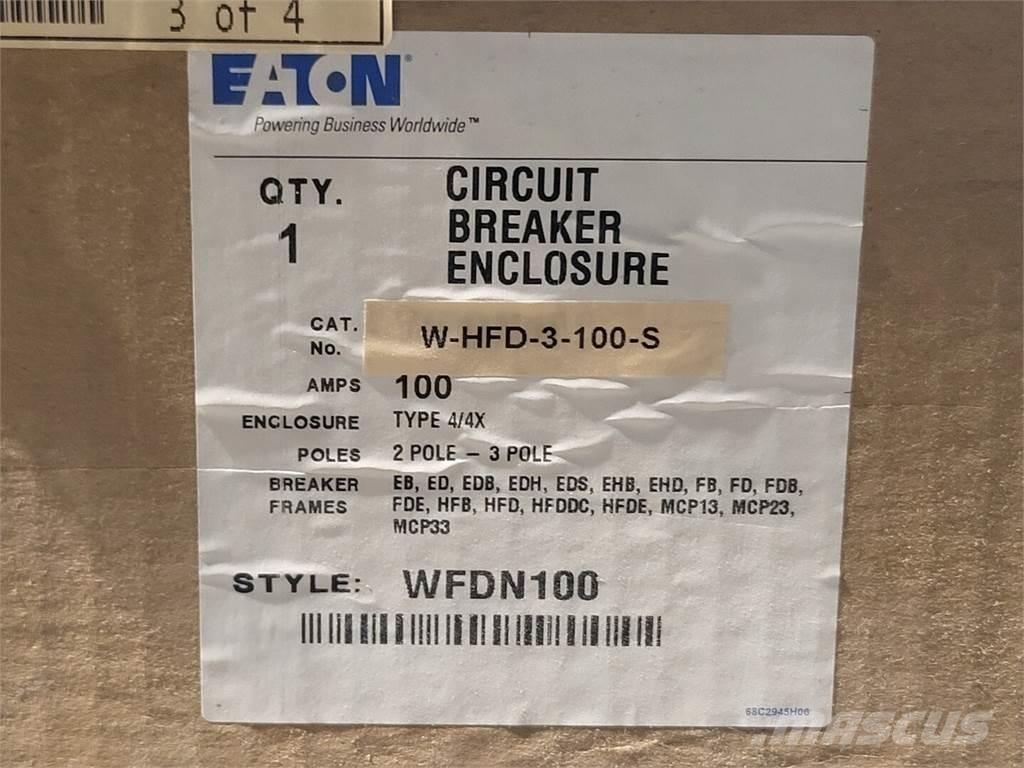 3 of 4
EATON®
Powering Business Worldwide™
QTY.
1
CIRCUIT
BREAKER
ENCLOSURE
CAT.
No.
W-HFD-3-100-S
AMPS 100
ENCLOSURE TYPE 4/4X
POLES 2 POLE – 3 POLE
BREAKER FRAMES
EB, ED, EDB, EDH, EDS, EHB, EHD, FB, FD, FDB,
FDE, HFB, HFD, HFDDC, HFDE, MCP13, MCP23,
MCP33
STYLE: WFDN100
68C2945H06
MASCUS